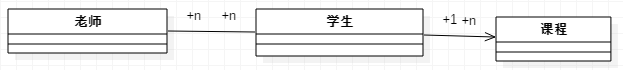 老师 +n +n 学生 +1 +n 课程